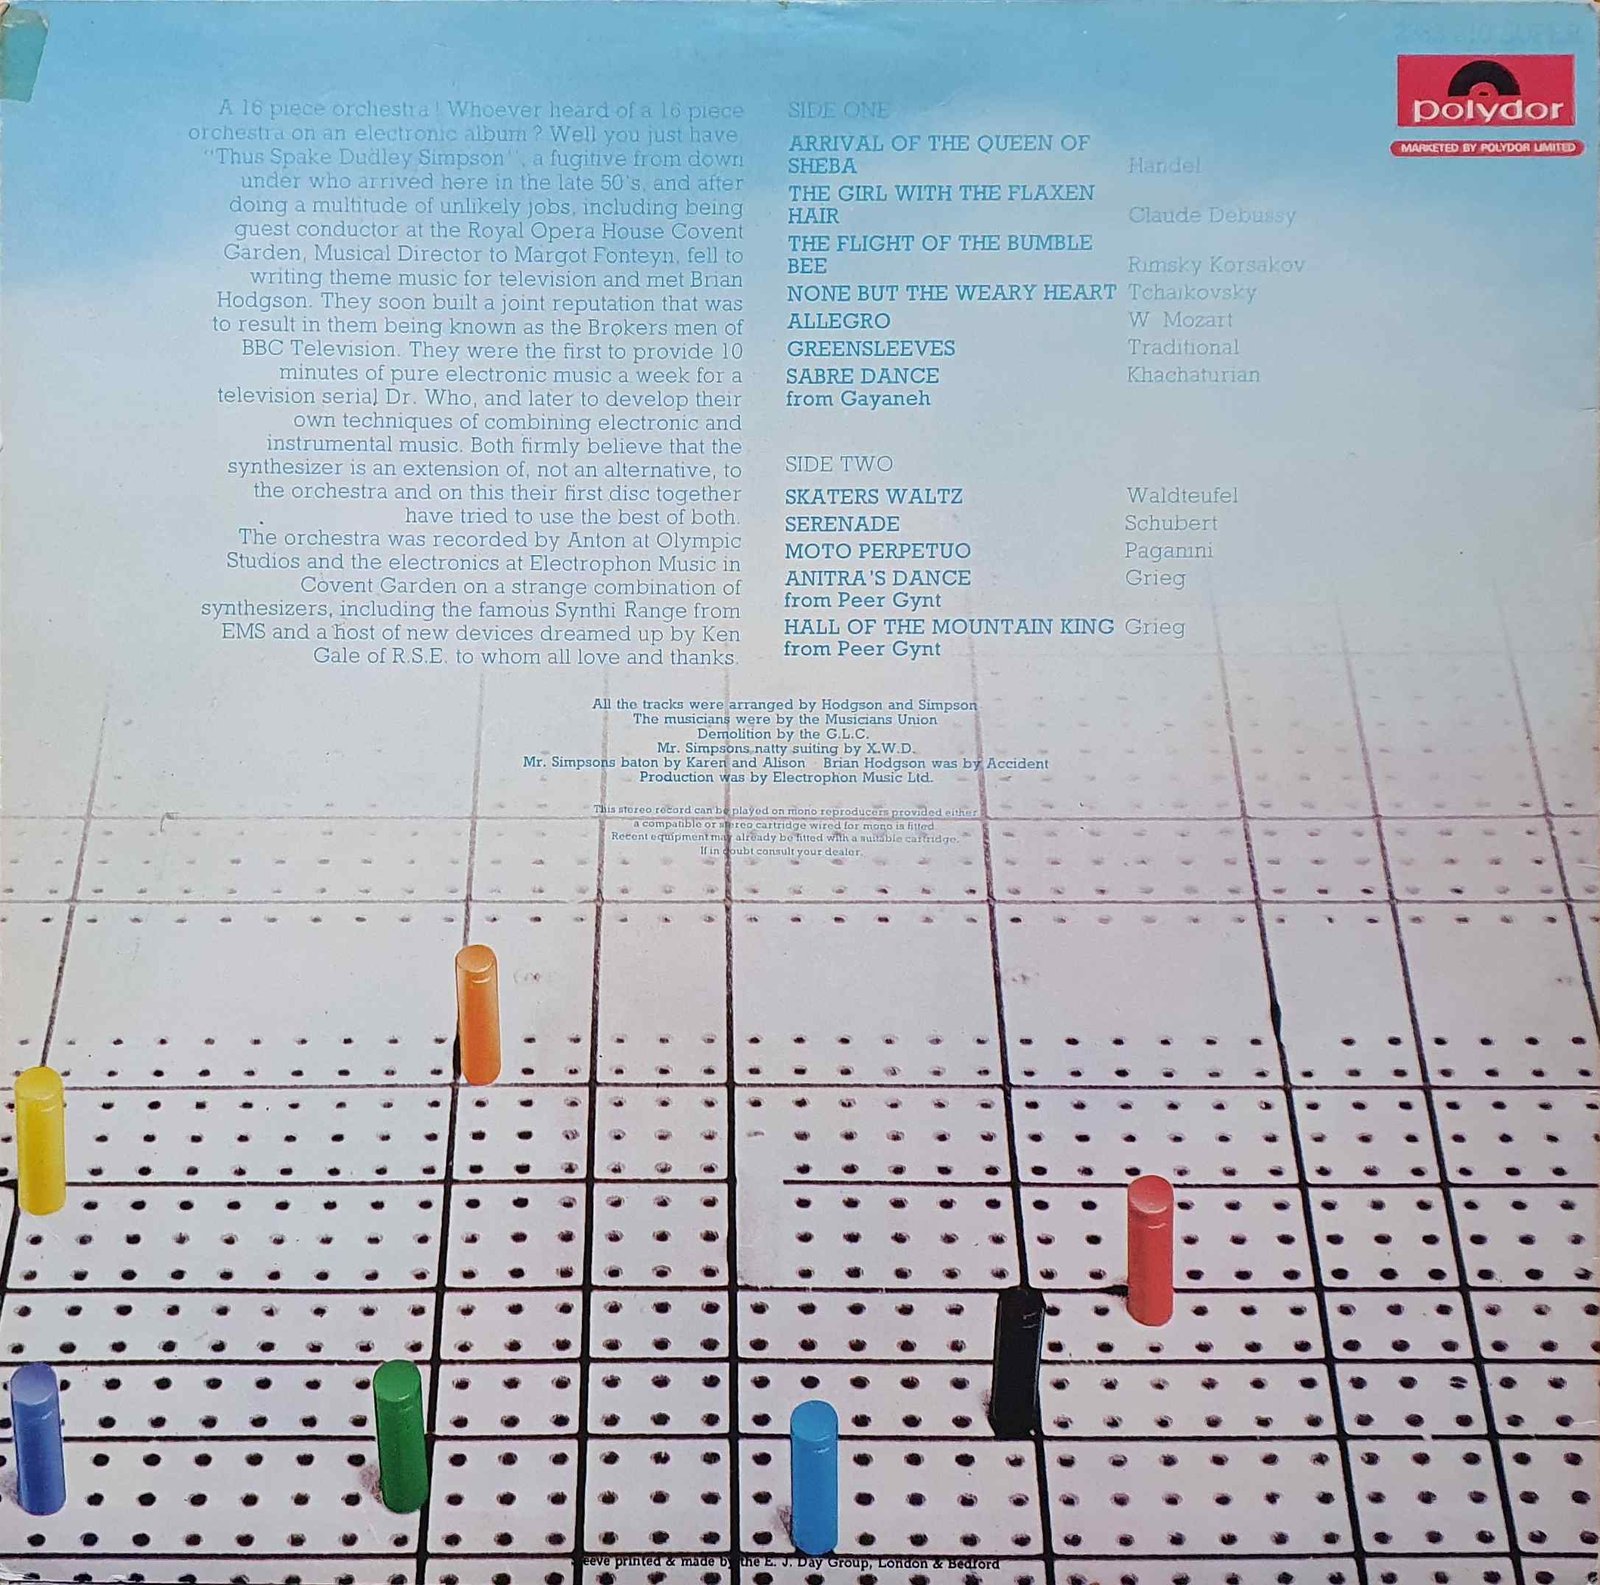 A 16 piece orchestra! Whoever heard of a 16 piece
orchestra on an electronic album? Well you just have
"Thus Spake Dudley Simpson", a fugitive from down
under who arrived here in the late 50's, and after
doing a multitude of unlikely jobs, including being
guest conductor at the Royal Opera House Covent
Garden, Musical Director to Margot Fonteyn, fell to
writing theme music for television and met Brian
Hodgson. They soon built a joint reputation that was
to result in them being known as the Brokers men of
BBC Television. They were the first to provide 10
minutes of pure electronic music a week for a
television serial Dr. Who, and later to develop their
own techniques of combining electronic and
instrumental music. Both firmly believe that the
synthesizer is an extension of, not an alternative, to
the orchestra and on this their first disc together
have tried to use the best of both.
The orchestra was recorded by Anton at Olympic
Studios and the electronics at Electrophon Music in
Covent Garden on a strange combination of
synthesizers, including the famous Synthi Range from
EMS and a host of new devices dreamed up by Ken
Gale of R.S.E. to whom all love and thanks.
SIDE ONE
ARRIVAL OF THE QUEEN OF
SHEBA Handel
THE GIRL WITH THE FLAXEN
HAIR Claude Debussy
THE FLIGHT OF THE BUMBLE
BEE Rimsky Korsakov
NONE BUT THE WEARY HEART Tchaikovsky
ALLEGRO W Mozart
GREENSLEEVES Traditional
SABRE DANCE Khachaturian
from Gayaneh
SIDE TWO
SKATERS WALTZ Waldteufel
SERENADE Schubert
MOTO PERPETUO Paganini
ANITRA'S DANCE Grieg
from Peer Gynt
HALL OF THE MOUNTAIN KING Grieg
from Peer Gynt
polydor
MARKETED BY POLYDOR LIMITED
All the tracks were arranged by Hodgson and Simpson
The musicians were by the Musicians Union
Demolition by the G.L.C.
Mr. Simpsons natty suiting by X.W.D.
Mr. Simpsons baton by Karen and Alison Brian Hodgson was by Accident
Production was by Electrophon Music Ltd.
This stereo record can be played on mono reproducers provided either
a compatible or stereo cartridge wired for mono is fitted.
Recent equipment may already be fitted with a suitable cartridge.
If in doubt consult your dealer.
Sleeve printed & made by the E. J. Day Group, London & Bedford